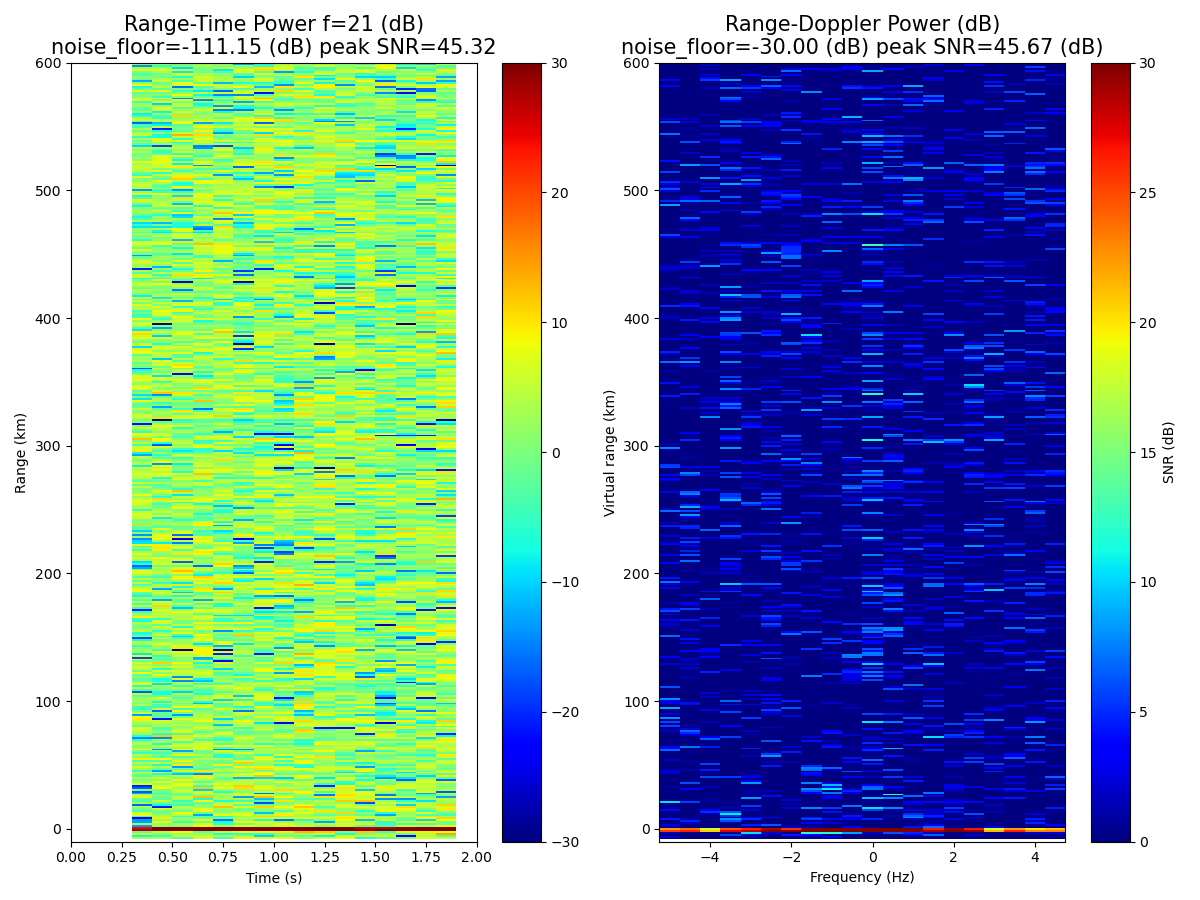 Range-Time Power f=21 (dB)
noise_floor=-111.15 (dB) peak SNR=45.32
600
500
400
300
200
100
0
Range (km)
0.00 0.25 0.50 0.75 1.00 1.25 1.50 1.75 2.00
Time (s)
30
20
10
0
−10
−20
−30
Range-Doppler Power (dB)
noise_floor=-30.00 (dB) peak SNR=45.67 (dB)
600
500
400
300
200
100
0
Virtual range (km)
−4 −2 0 2 4
Frequency (Hz)
30
25
20
15
10
5
0
SNR (dB)